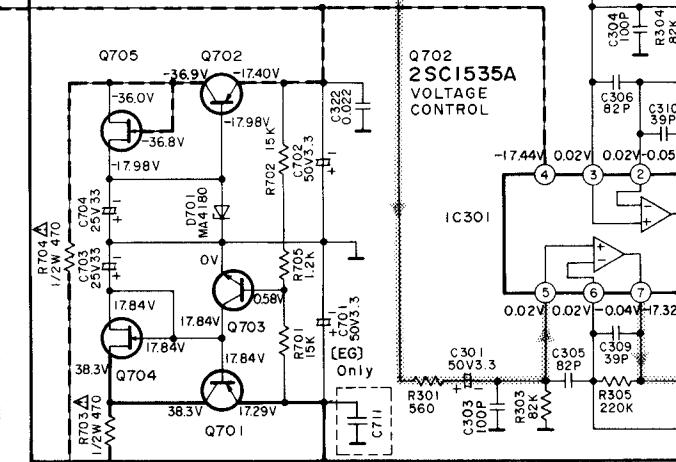 C304
100P
R304
82K
Q705
Q702
-36.9V
-17.40V
Q702
2SC1535A
VOLTAGE
CONTROL
-36.0V
-36.8V
-17.98V
-17.98V
C322
0.022
C306
82P
C310
39P
15K
R702
C702
50V3.3
-
+
-17.44V
0.02V
0.02V
-0.05
4
3
2
C704
25V33
-
+
D701
MA4180
IC301
-
+
R704 ⚠ 470
1/2W
C703
25V33
-
+
0V
R705
1.2K
+
-
5
6
7
17.84V
0.58V
Q703
0.02V
0.02V
-0.04V
-17.32
17.84V
17.84V
R701
15K
C701
50V3.3
-
+
[EG]
Only
C301
50V3.3
C305
82P
C309
39P
38.3V
Q704
17.84V
R703 ⚠
1/2W 470
38.3V
17.29V
Q701
C711
R301
560
C303
100P
R303
82K
R305
220K